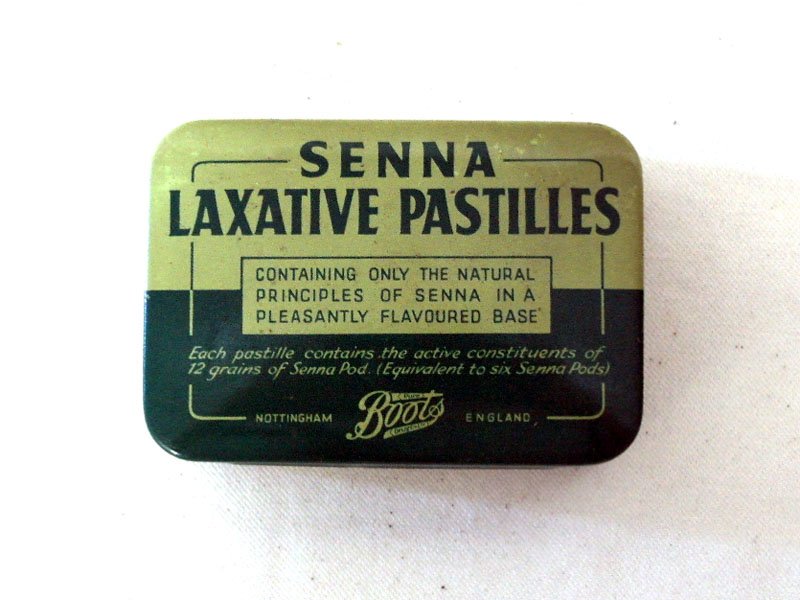 SENNA
LAXATIVE PASTILLES
CONTAINING ONLY THE NATURAL
PRINCIPLES OF SENNA IN A
PLEASANTLY FLAVOURED BASE
Each pastille contains the active constituents of
12 grains of Senna Pod. (Equivalent to six Senna Pods)
NOTTINGHAM Boots ENGLAND